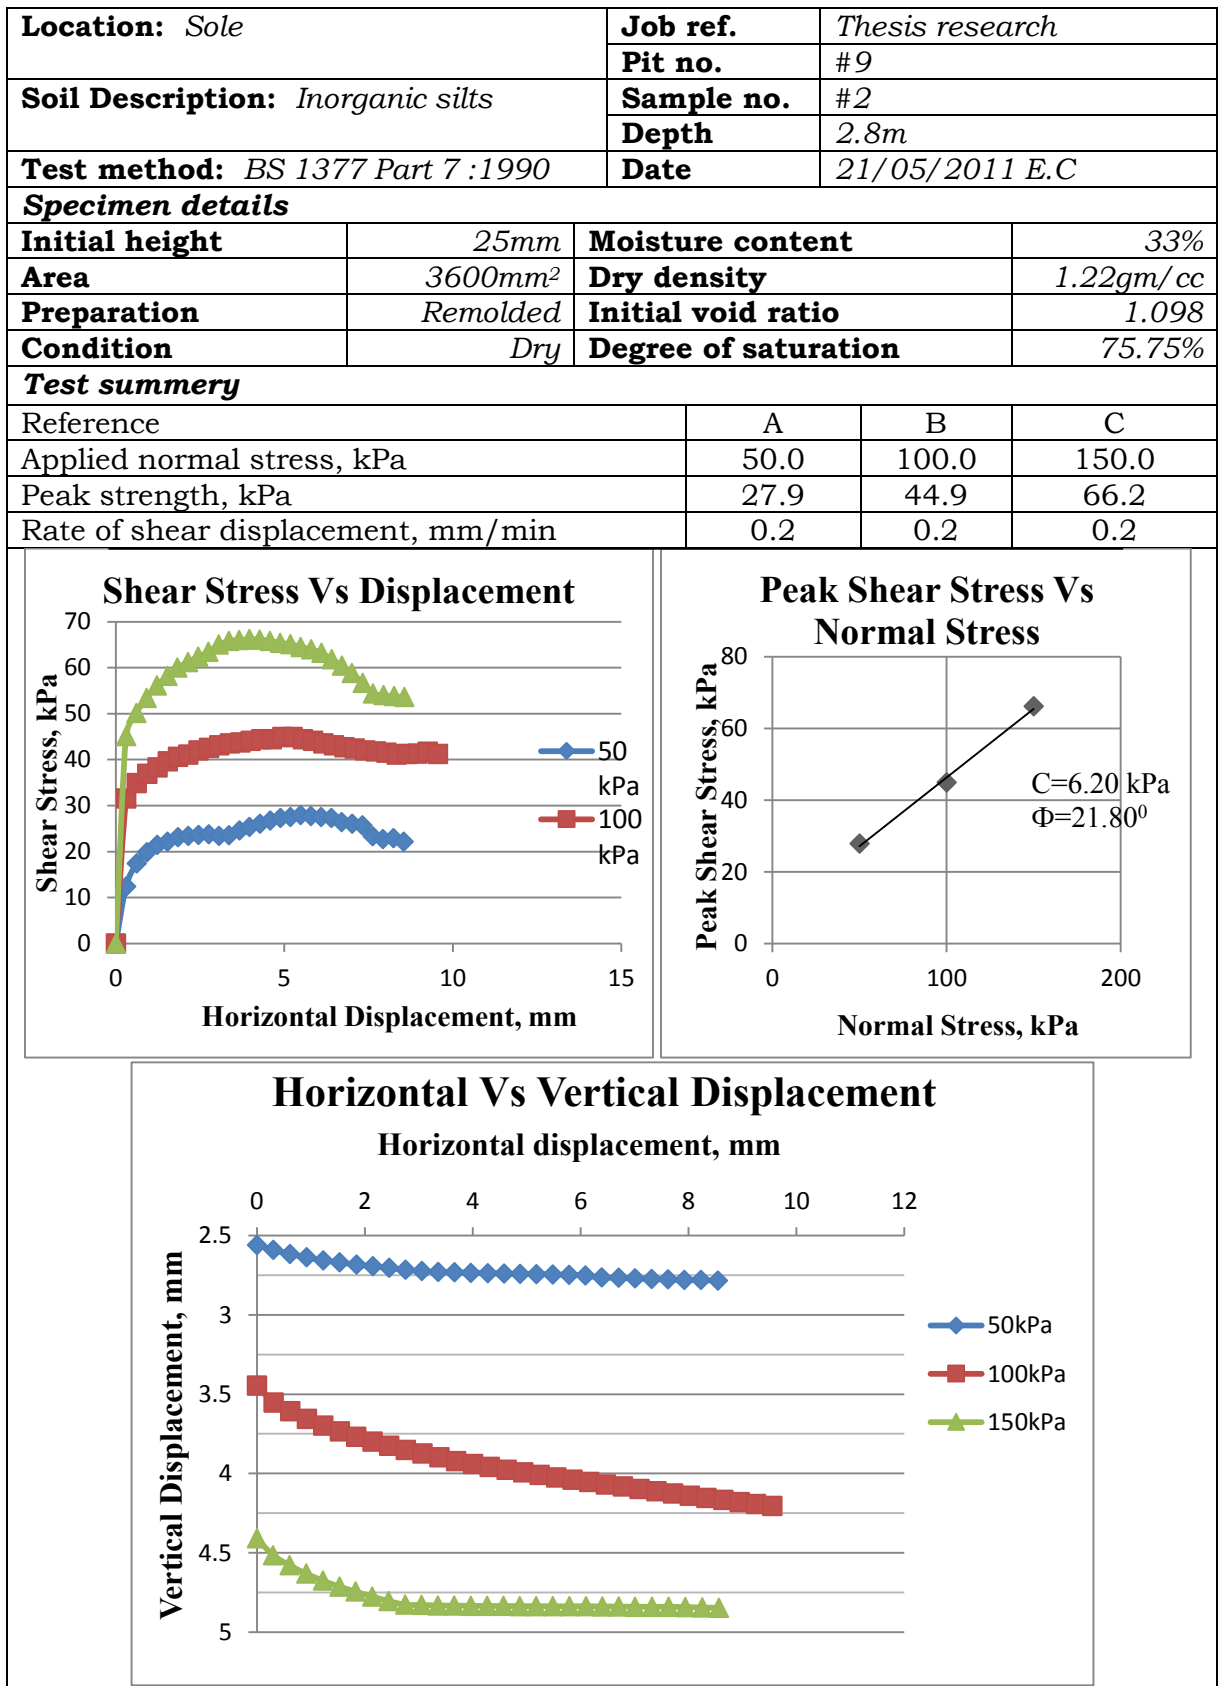 Location: Sole
Job ref. Thesis research
Pit no. #9
Soil Description: Inorganic silts
Sample no. #2
Depth 2.8m
Test method: BS 1377 Part 7 :1990
Date 21/05/2011 E.C
Specimen details
Initial height 25mm Moisture content 33%
Area 3600mm² Dry density 1.22gm/cc
Preparation Remolded Initial void ratio 1.098
Condition Dry Degree of saturation 75.75%
Test summery
Reference A B C
Applied normal stress, kPa 50.0 100.0 150.0
Peak strength, kPa 27.9 44.9 66.2
Rate of shear displacement, mm/min 0.2 0.2 0.2
Shear Stress Vs Displacement
Shear Stress, kPa
70
60
50
40
30
20
10
0
0 5 10 15
Horizontal Displacement, mm
50
kPa
100
kPa
Peak Shear Stress Vs
Normal Stress
Peak Shear Stress, kPa
80
60
40
20
0
0 100 200
Normal Stress, kPa
C=6.20 kPa
Φ=21.80⁰
Horizontal Vs Vertical Displacement
Horizontal displacement, mm
0 2 4 6 8 10 12
Vertical Displacement, mm
2.5
3
3.5
4
4.5
5
50kPa
100kPa
150kPa